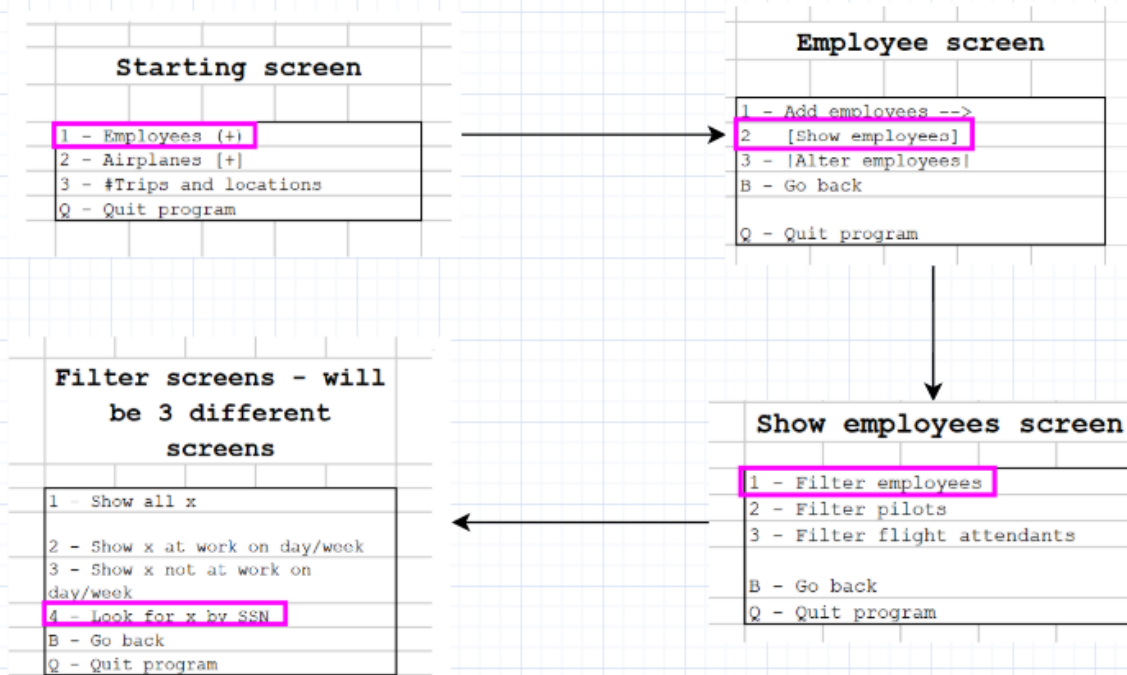 Starting screen
1 - Employees (+)
2 - Airplanes [+]
3 - #Trips and locations
Q - Quit program
Employee screen
1 - Add employees -->
2   [Show employees]
3 - |Alter employees|
B - Go back
Q - Quit program
Show employees screen
1 - Filter employees
2 - Filter pilots
3 - Filter flight attendants
B - Go back
Q - Quit program
Filter screens - will
be 3 different
screens
1 - Show all x
2 - Show x at work on day/week
3 - Show x not at work on
day/week
4 - Look for x by SSN
B - Go back
Q - Quit program